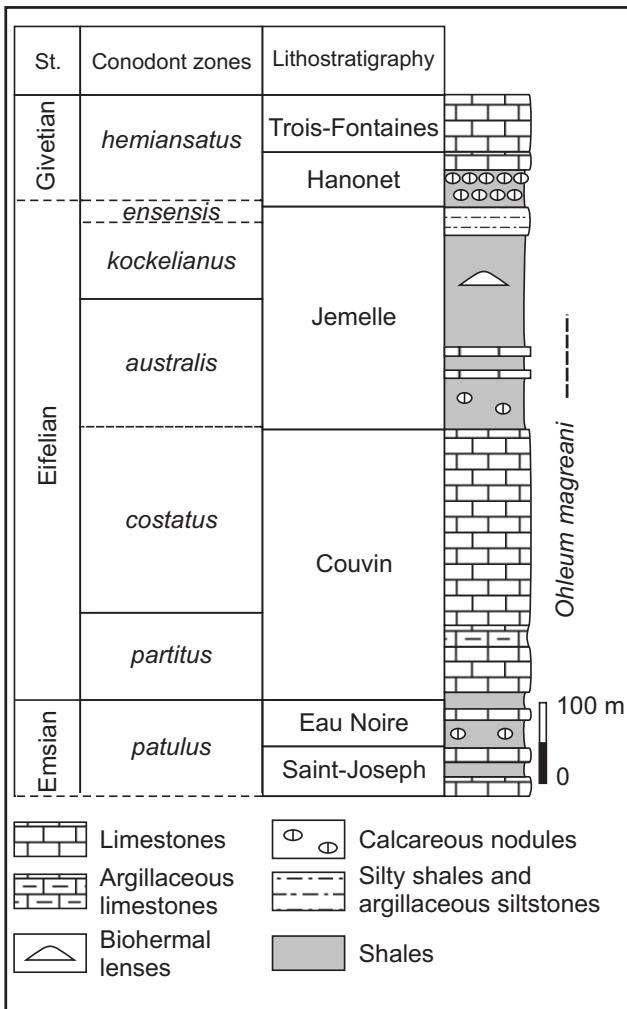 St.
Conodont zones
Lithostratigraphy
Givetian
hemiansatus
Trois-Fontaines
Hanonet
ensensis
kockelianus
Jemelle
australis
Eifelian
costatus
Couvin
Ohleum magreani
partitus
Emsian
patulus
Eau Noire
Saint-Joseph
100 m
0
Limestones
Calcareous nodules
Argillaceous
limestones
Silty shales and
argillaceous siltstones
Biohermal
lenses
Shales